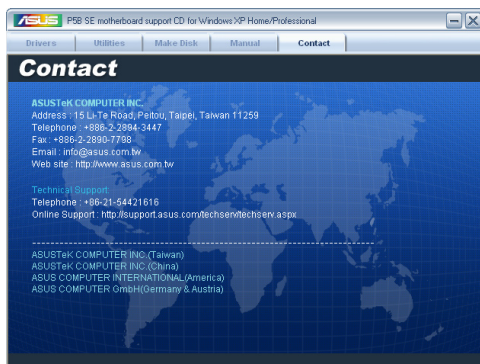 ASUS P5B SE motherboard support CD for Windows XP Home/Professional
Drivers Utilities Make Disk Manual Contact
Contact
ASUSTeK COMPUTER INC.
Address : 15 Li-Te Road, Peitou, Taipei, Taiwan 11259
Telephone : +886-2-2894-3447
Fax : +886-2-2890-7798
Email : info@asus.com.tw
Web site : http://www.asus.com.tw
Technical Support:
Telephone : +86-21-54421616
Online Support : http://support.asus.com/techserv/techserv.aspx
ASUSTeK COMPUTER INC.(Taiwan)
ASUSTeK COMPUTER INC.(China)
ASUS COMPUTER INTERNATIONAL(America)
ASUS COMPUTER GmbH(Germany & Austria)